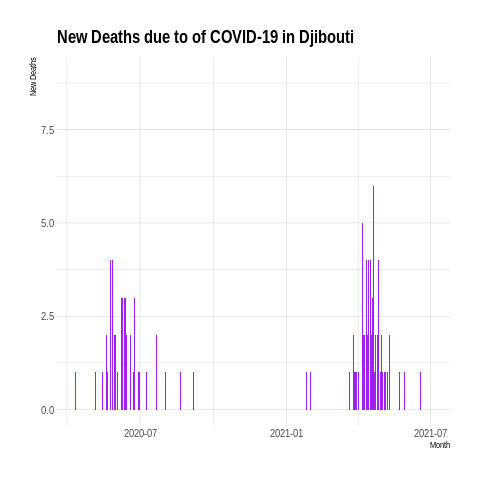 New Deaths due to of COVID-19 in Djibouti
New Deaths
7.5
5.0
2.5
0.0
2020-07 2021-01 2021-07
Month